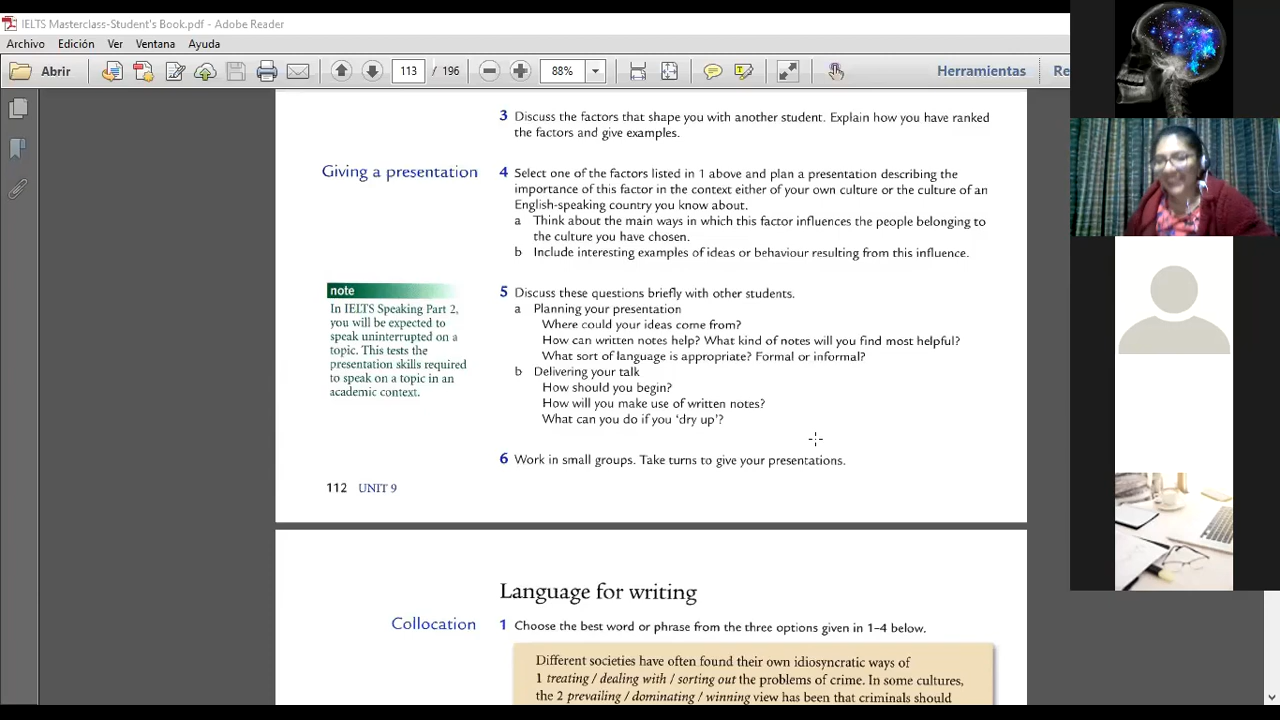 IELTS Masterclass-Student's Book.pdf - Adobe Reader
Archivo Edición Ver Ventana Ayuda
Abrir 113 / 196 88% Herramientas Re
3 Discuss the factors that shape you with another student. Explain how you have ranked
the factors and give examples.
Giving a presentation
4 Select one of the factors listed in 1 above and plan a presentation describing the
importance of this factor in the context either of your own culture or the culture of an
English-speaking country you know about.
a Think about the main ways in which this factor influences the people belonging to
the culture you have chosen.
b Include interesting examples of ideas or behaviour resulting from this influence.
note
In IELTS Speaking Part 2,
you will be expected to
speak uninterrupted on a
topic. This tests the
presentation skills required
to speak on a topic in an
academic context.
5 Discuss these questions briefly with other students.
a Planning your presentation
Where could your ideas come from?
How can written notes help? What kind of notes will you find most helpful?
What sort of language is appropriate? Formal or informal?
b Delivering your talk
How should you begin?
How will you make use of written notes?
What can you do if you 'dry up'?
6 Work in small groups. Take turns to give your presentations.
112 UNIT 9
Language for writing
Collocation
1 Choose the best word or phrase from the three options given in 1–4 below.
Different societies have often found their own idiosyncratic ways of
1 treating / dealing with / sorting out the problems of crime. In some cultures,
the 2 prevailing / dominating / winning view has been that criminals should